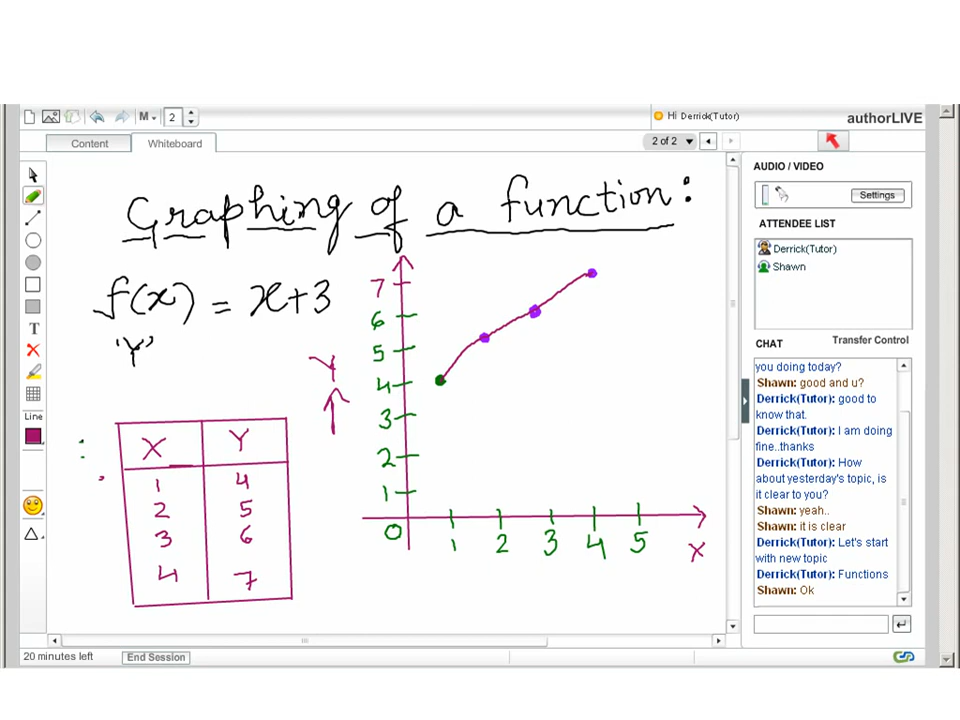 M
2
Hi Derrick(Tutor)
authorLIVE
Content
Whiteboard
2 of 2
Graphing of a function:
f(x) = x+3
'Y'
X Y
1 4
2 5
3 6
4 7
Y
7
6
5
4
3
2
1
0
1 2 3 4 5
X
T
Line
AUDIO / VIDEO
Settings
ATTENDEE LIST
Derrick(Tutor)
Shawn
CHAT
Transfer Control
you doing today?
Shawn: good and u?
Derrick(Tutor): good to
know that.
Derrick(Tutor): I am doing
fine..thanks
Derrick(Tutor): How
about yesterday's topic, is
it clear to you?
Shawn: yeah..
Shawn: it is clear
Derrick(Tutor): Let's start
with new topic
Derrick(Tutor): Functions
Shawn: Ok
20 minutes left
End Session